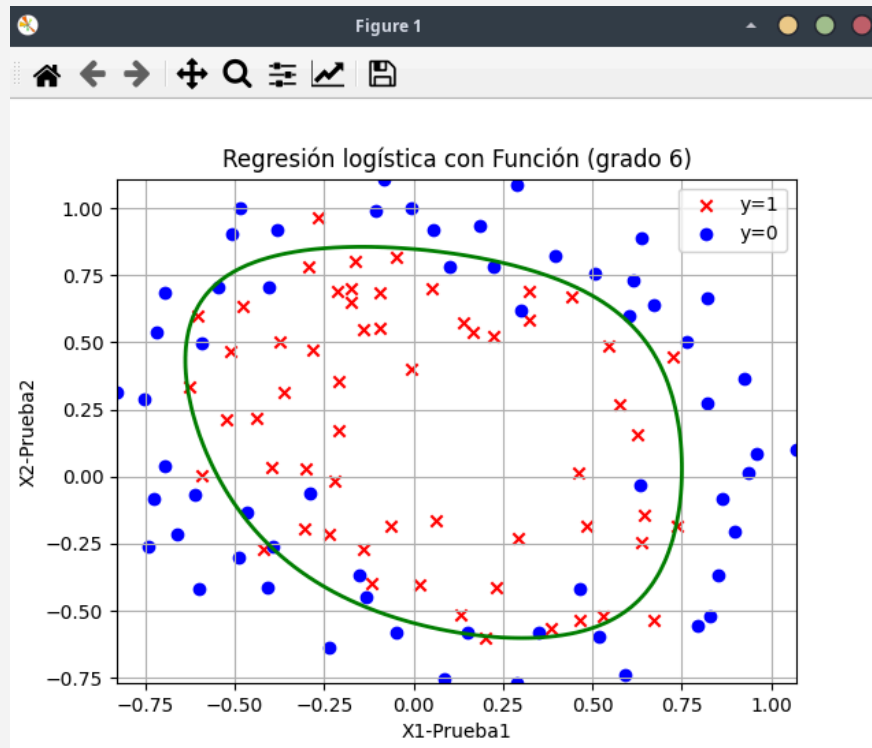 Figure 1
Regresión logística con Función (grado 6)
y=1
y=0
1.00
0.75
0.50
0.25
0.00
−0.25
−0.50
−0.75
X2-Prueba2
−0.75 −0.50 −0.25 0.00 0.25 0.50 0.75 1.00
X1-Prueba1